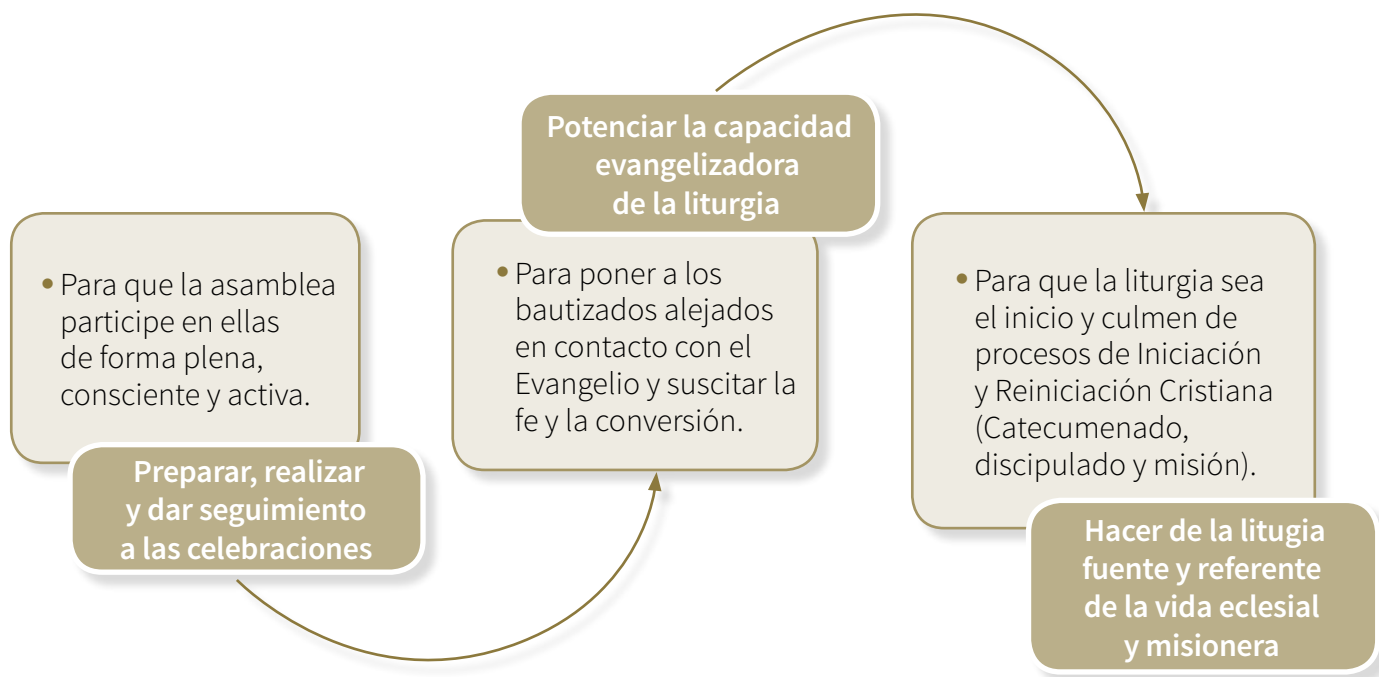 • Para que la asamblea
participe en ellas
de forma plena,
consciente y activa.
Preparar, realizar
y dar seguimiento
a las celebraciones
Potenciar la capacidad
evangelizadora
de la liturgia
• Para poner a los
bautizados alejados
en contacto con el
Evangelio y suscitar la
fe y la conversión.
• Para que la liturgia sea
el inicio y culmen de
procesos de Iniciación
y Reiniciación Cristiana
(Catecumenado,
discipulado y misión).
Hacer de la litugia
fuente y referente
de la vida eclesial
y misionera